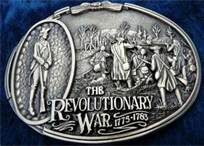 THE
REVOLUTIONARY
WAR 1775-1783